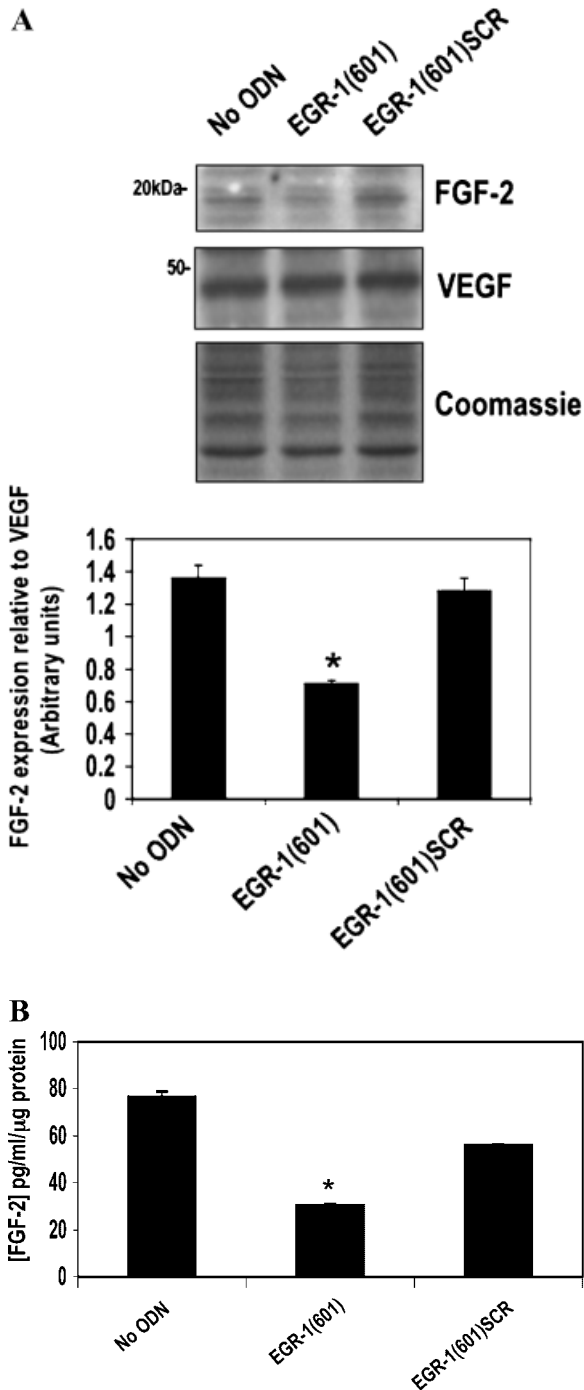 A
No ODN
EGR-1(601)
EGR-1(601)SCR
20kDa-
FGF-2
50-
VEGF
Coomassie
FGF-2 expression relative to VEGF
(Arbitrary units)
1.6
1.4
1.2
1
0.8
0.6
0.4
0.2
0
*
No ODN
EGR-1(601)
EGR-1(601)SCR
B
[FGF-2] pg/ml/µg protein
100
80
60
40
20
0
*
No ODN
EGR-1(601)
EGR-1(601)SCR